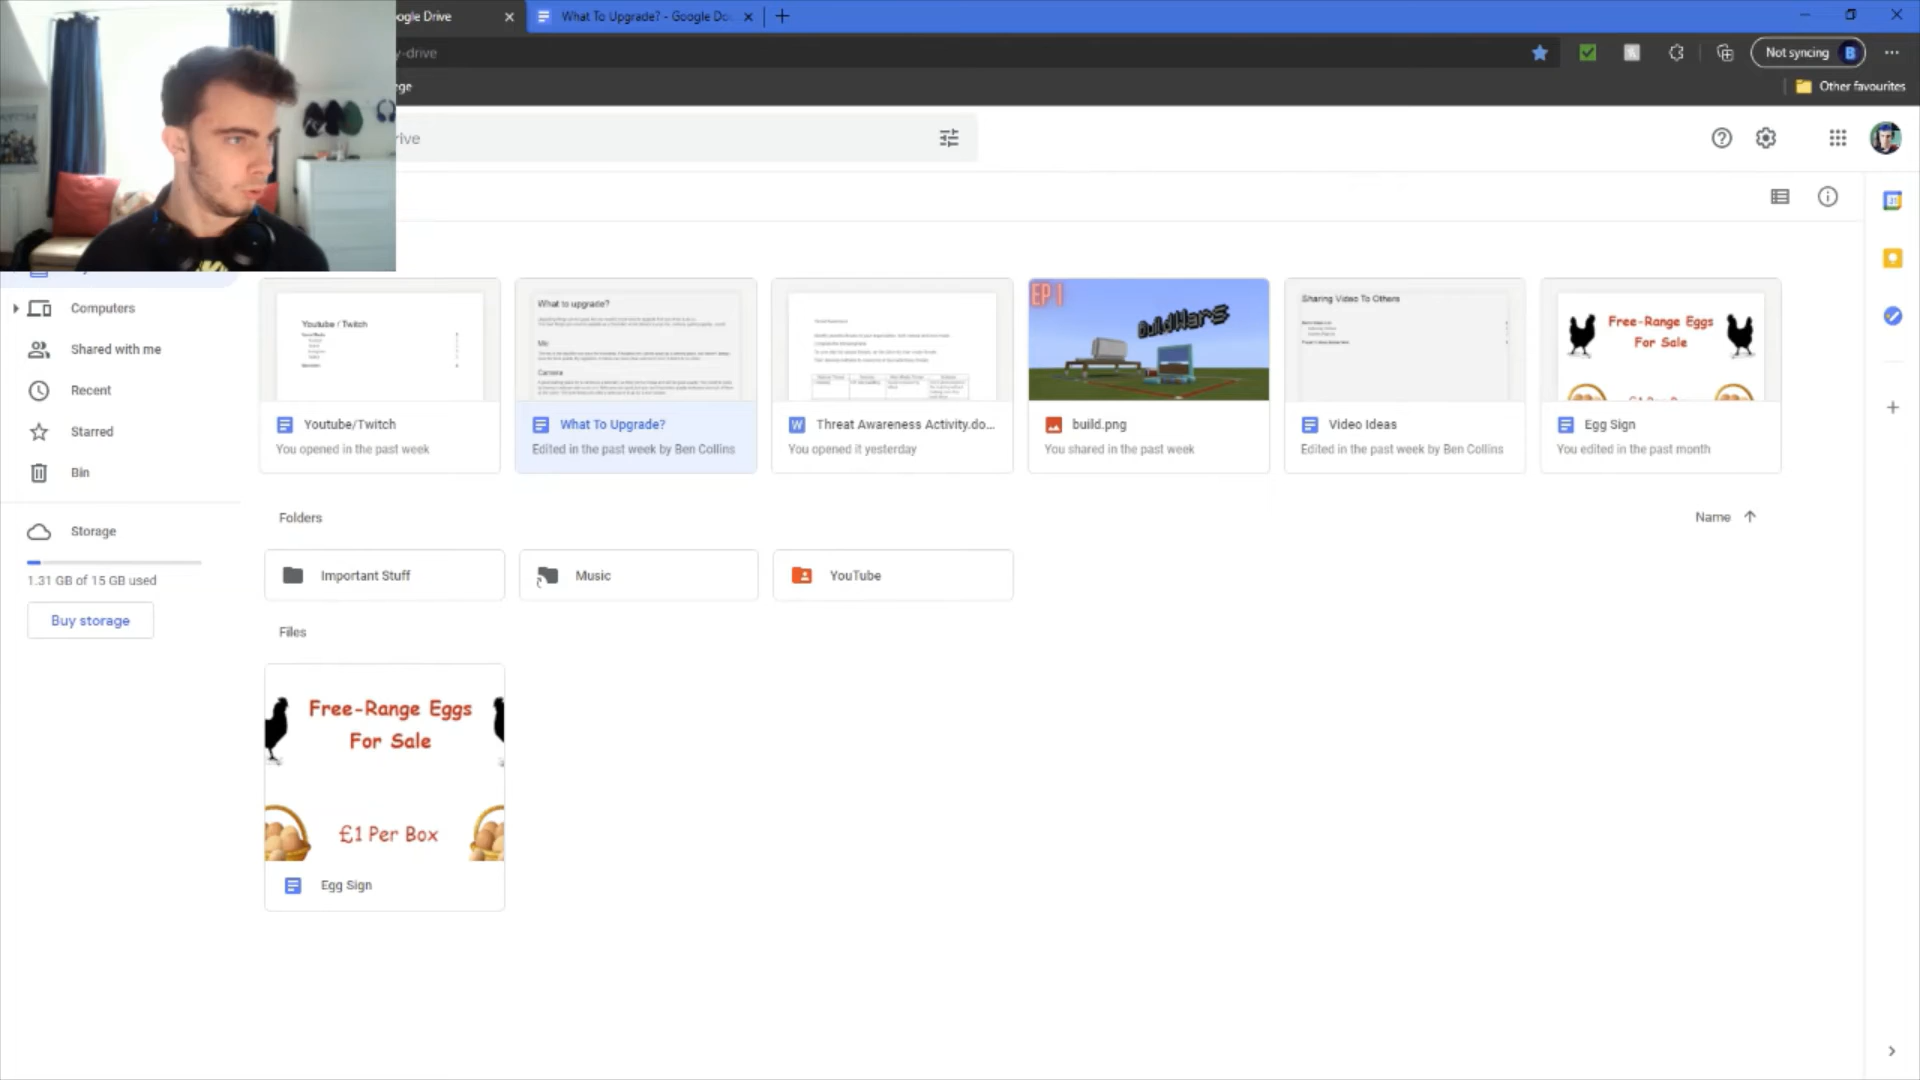 ogle Drive
What To Upgrade? - Google Do
y-drive
Not syncing B
ge
Other favourites
rive
Computers
Shared with me
Recent
Starred
Bin
Storage
1.31 GB of 15 GB used
Buy storage
Youtube / Twitch
Youtube/Twitch
You opened in the past week
What to upgrade?
Mic
Camera
What To Upgrade?
Edited in the past week by Ben Collins
Threat Awareness Activity.do...
You opened it yesterday
EP 1
BuildWars
build.png
You shared in the past week
Sharing Video To Others
Video Ideas
Edited in the past week by Ben Collins
Free-Range Eggs
For Sale
Egg Sign
You edited in the past month
Folders
Name
Important Stuff
Music
YouTube
Files
Free-Range Eggs
For Sale
£1 Per Box
Egg Sign